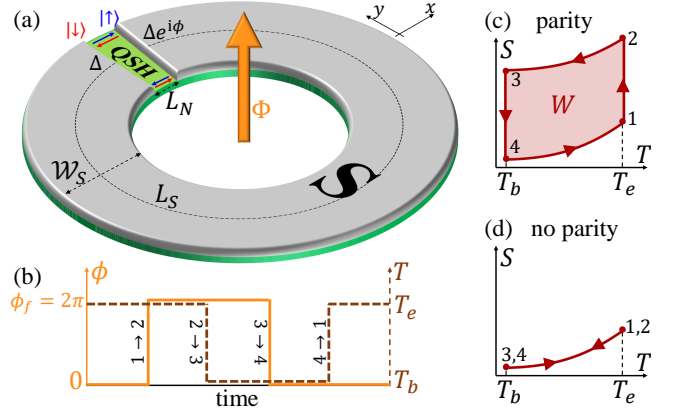 (a)
|↓⟩
|↑⟩
Δe^{iϕ}
Δ
QSH
L_N
Φ
y
x
W_S
L_S
S
(b)
ϕ
T
ϕ_f = 2π
T_e
1 → 2
3 ← 2
4 ← 3
4 → 1
0
T_b
time
(c)
parity
S
2
3
W
1
4
T
T_b
T_e
(d)
no parity
S
1,2
3,4
T
T_b
T_e